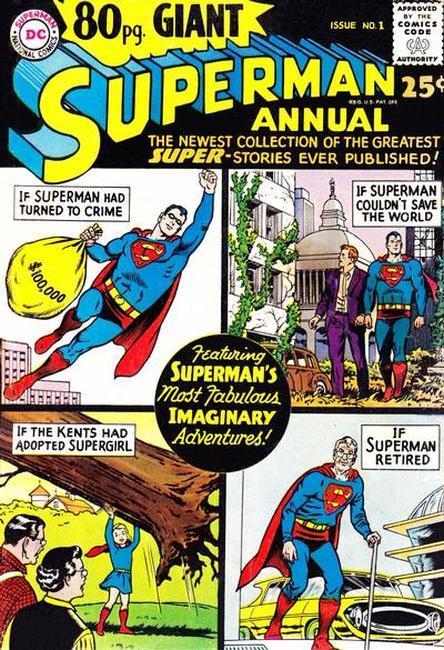 80 pg. GIANT
ISSUE NO. 1
APPROVED
BY THE
COMICS
CODE
CA
AUTHORITY
SUPERMAN
DC
NATIONAL COMICS
SUPERMAN
25¢
REG. U.S. PAT. OFF.
ANNUAL
THE NEWEST COLLECTION OF THE GREATEST
SUPER-STORIES EVER PUBLISHED!
IF SUPERMAN HAD
TURNED TO CRIME
$100,000
IF SUPERMAN
COULDN'T SAVE
THE WORLD
Featuring
SUPERMAN'S
Most Fabulous
IMAGINARY
Adventures!
IF THE KENTS HAD
ADOPTED SUPERGIRL
IF
SUPERMAN
RETIRED